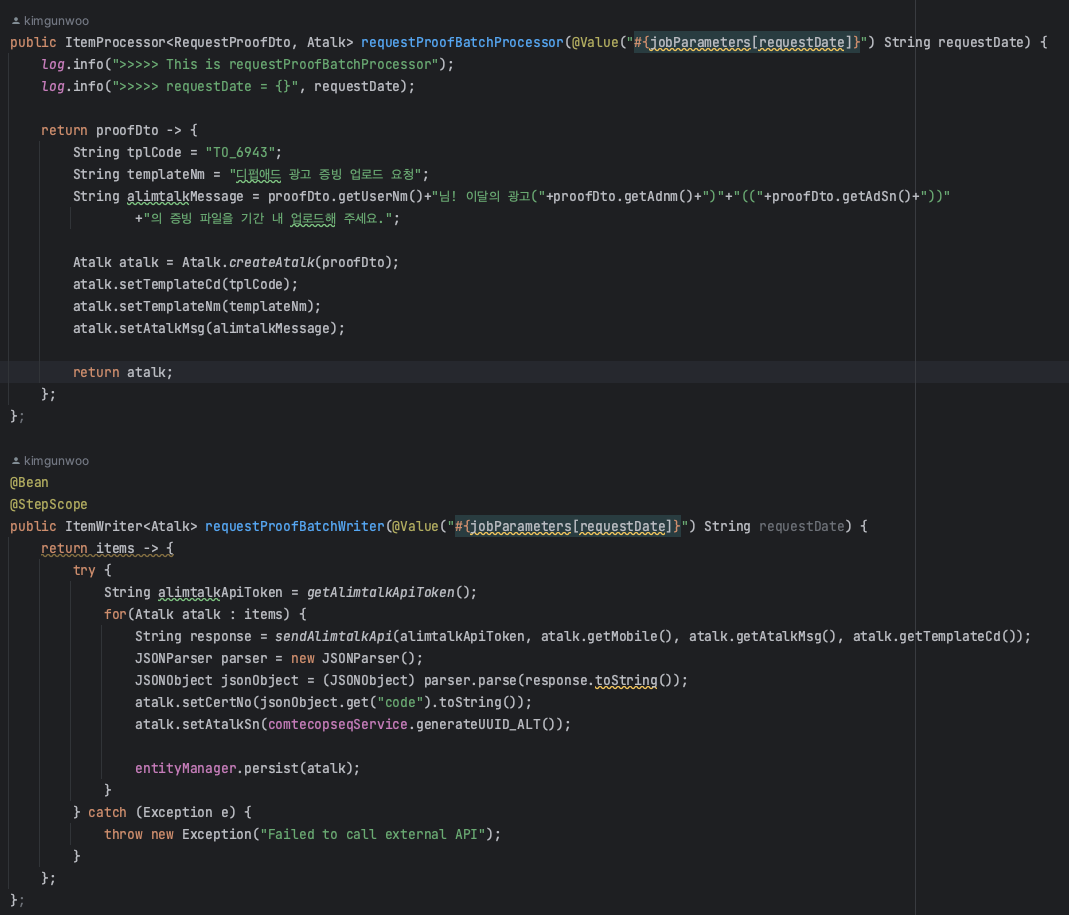 kimgunwoo
public ItemProcessor<RequestProofDto, Atalk> requestProofBatchProcessor(@Value("#{jobParameters[requestDate]}") String requestDate) {
log.info(">>>>> This is requestProofBatchProcessor");
log.info(">>>>> requestDate = {}", requestDate);
return proofDto -> {
String tplCode = "TO_6943";
String templateNm = "디펍애드 광고 증빙 업로드 요청";
String alimtalkMessage = proofDto.getUserNm()+"님! 이달의 광고("+proofDto.getAdnm()+")"+"(("+proofDto.getAdSn()+"))"
+"의 증빙 파일을 기간 내 업로드해 주세요.";
Atalk atalk = Atalk.createAtalk(proofDto);
atalk.setTemplateCd(tplCode);
atalk.setTemplateNm(templateNm);
atalk.setAtalkMsg(alimtalkMessage);
return atalk;
};
};
kimgunwoo
@Bean
@StepScope
public ItemWriter<Atalk> requestProofBatchWriter(@Value("#{jobParameters[requestDate]}") String requestDate) {
return items -> {
try {
String alimtalkApiToken = getAlimtalkApiToken();
for(Atalk atalk : items) {
String response = sendAlimtalkApi(alimtalkApiToken, atalk.getMobile(), atalk.getAtalkMsg(), atalk.getTemplateCd());
JSONParser parser = new JSONParser();
JSONObject jsonObject = (JSONObject) parser.parse(response.toString());
atalk.setCertNo(jsonObject.get("code").toString());
atalk.setAtalkSn(comtecopseqService.generateUUID_ALT());
entityManager.persist(atalk);
}
} catch (Exception e) {
throw new Exception("Failed to call external API");
}
};
};